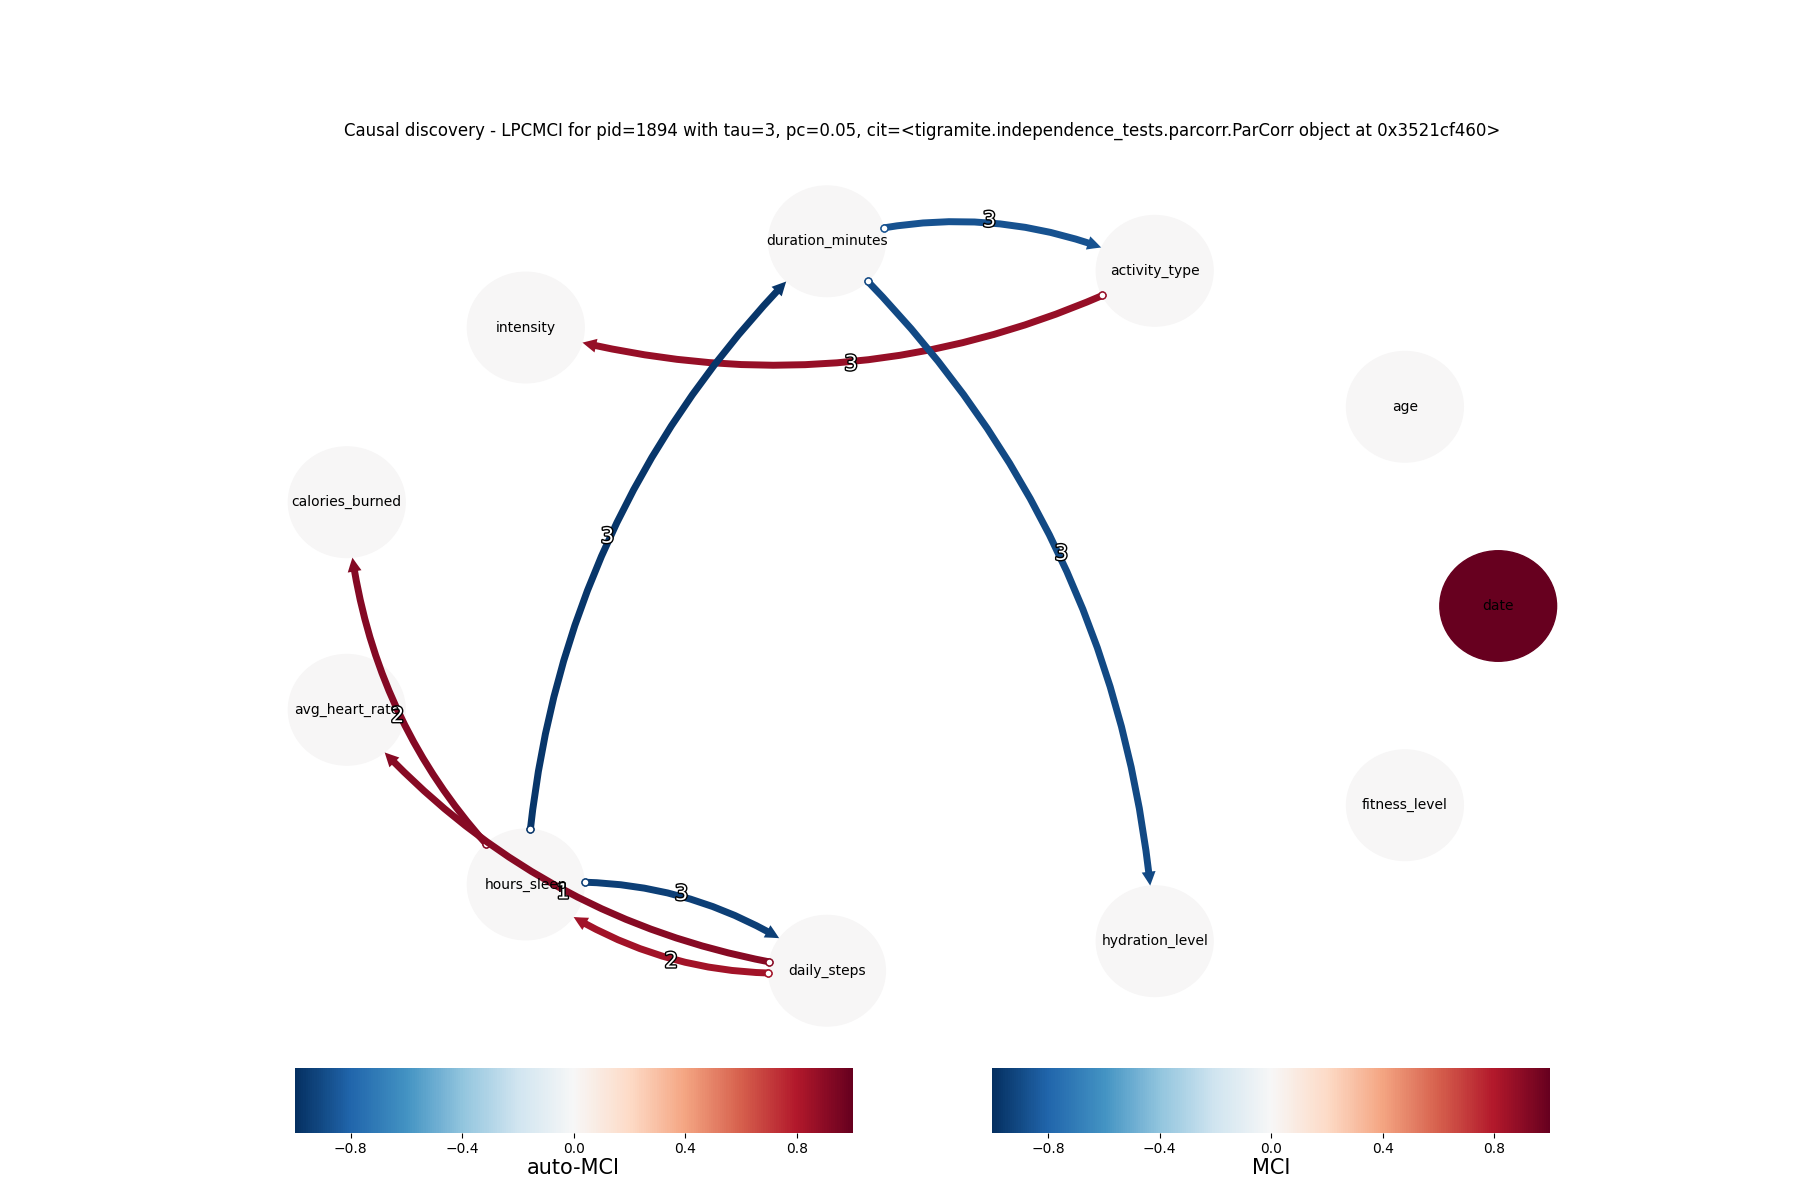 Causal discovery - LPCMCI for pid=1894 with tau=3, pc=0.05, cit=<tigramite.independence_tests.parcorr.ParCorr object at 0x3521cf460>
3
duration_minutes
activity_type
intensity
3
age
calories_burned
3
3
date
avg_heart_rate
2
fitness_level
hours_sleep
1
3
hydration_level
2
daily_steps
−0.8 −0.4 0.0 0.4 0.8
auto-MCI
−0.8 −0.4 0.0 0.4 0.8
MCI